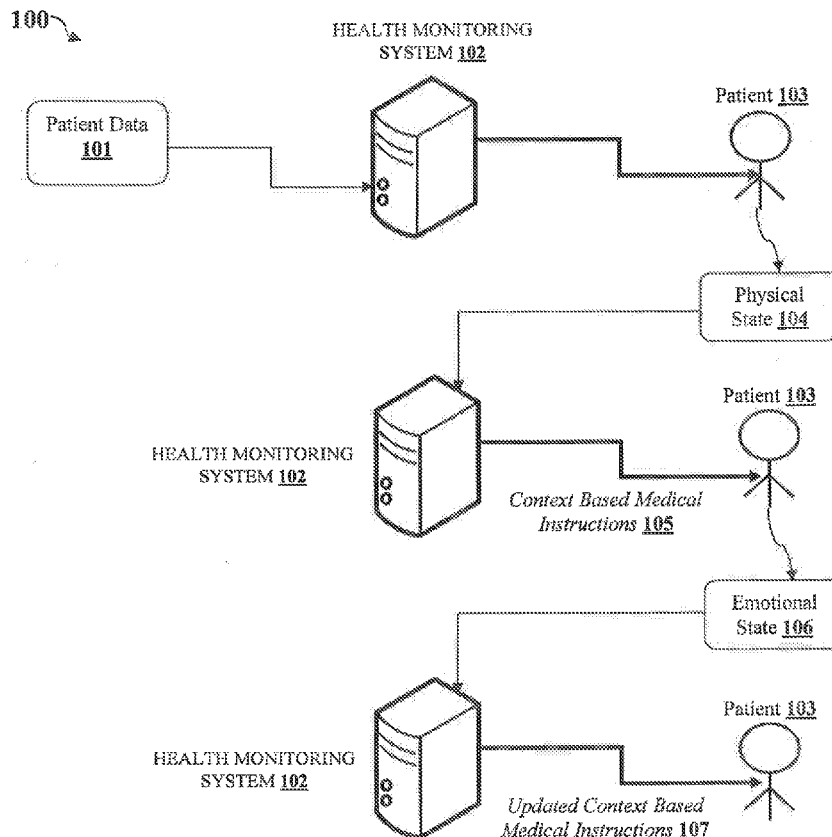 100
HEALTH MONITORING
SYSTEM 102
Patient Data
101
Patient 103
Physical
State 104
Patient 103
HEALTH MONITORING
SYSTEM 102
Context Based Medical
Instructions 105
Emotional
State 106
Patient 103
HEALTH MONITORING
SYSTEM 102
Updated Context Based
Medical Instructions 107